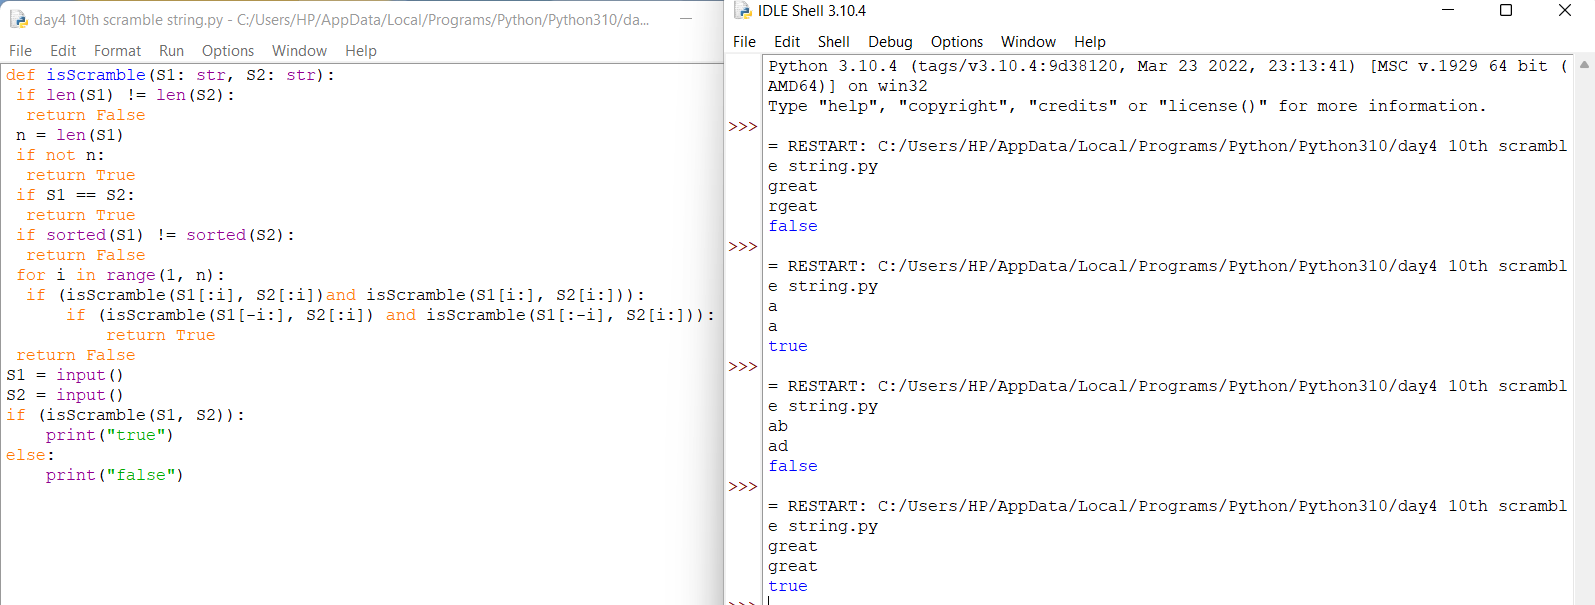 day4 10th scramble string.py - C:/Users/HP/AppData/Local/Programs/Python/Python310/da...
File Edit Format Run Options Window Help
def isScramble(S1: str, S2: str):
 if len(S1) != len(S2):
  return False
 n = len(S1)
 if not n:
  return True
 if S1 == S2:
  return True
 if sorted(S1) != sorted(S2):
  return False
 for i in range(1, n):
  if (isScramble(S1[:i], S2[:i])and isScramble(S1[i:], S2[i:])):
      if (isScramble(S1[-i:], S2[:i]) and isScramble(S1[:-i], S2[i:])):
          return True
 return False
S1 = input()
S2 = input()
if (isScramble(S1, S2)):
    print("true")
else:
    print("false")
IDLE Shell 3.10.4
File Edit Shell Debug Options Window Help
Python 3.10.4 (tags/v3.10.4:9d38120, Mar 23 2022, 23:13:41) [MSC v.1929 64 bit (
AMD64)] on win32
Type "help", "copyright", "credits" or "license()" for more information.
>>>
= RESTART: C:/Users/HP/AppData/Local/Programs/Python/Python310/day4 10th scrambl
e string.py
great
rgeat
false
>>>
= RESTART: C:/Users/HP/AppData/Local/Programs/Python/Python310/day4 10th scrambl
e string.py
a
a
true
>>>
= RESTART: C:/Users/HP/AppData/Local/Programs/Python/Python310/day4 10th scrambl
e string.py
ab
ad
false
>>>
= RESTART: C:/Users/HP/AppData/Local/Programs/Python/Python310/day4 10th scrambl
e string.py
great
great
true
>>>